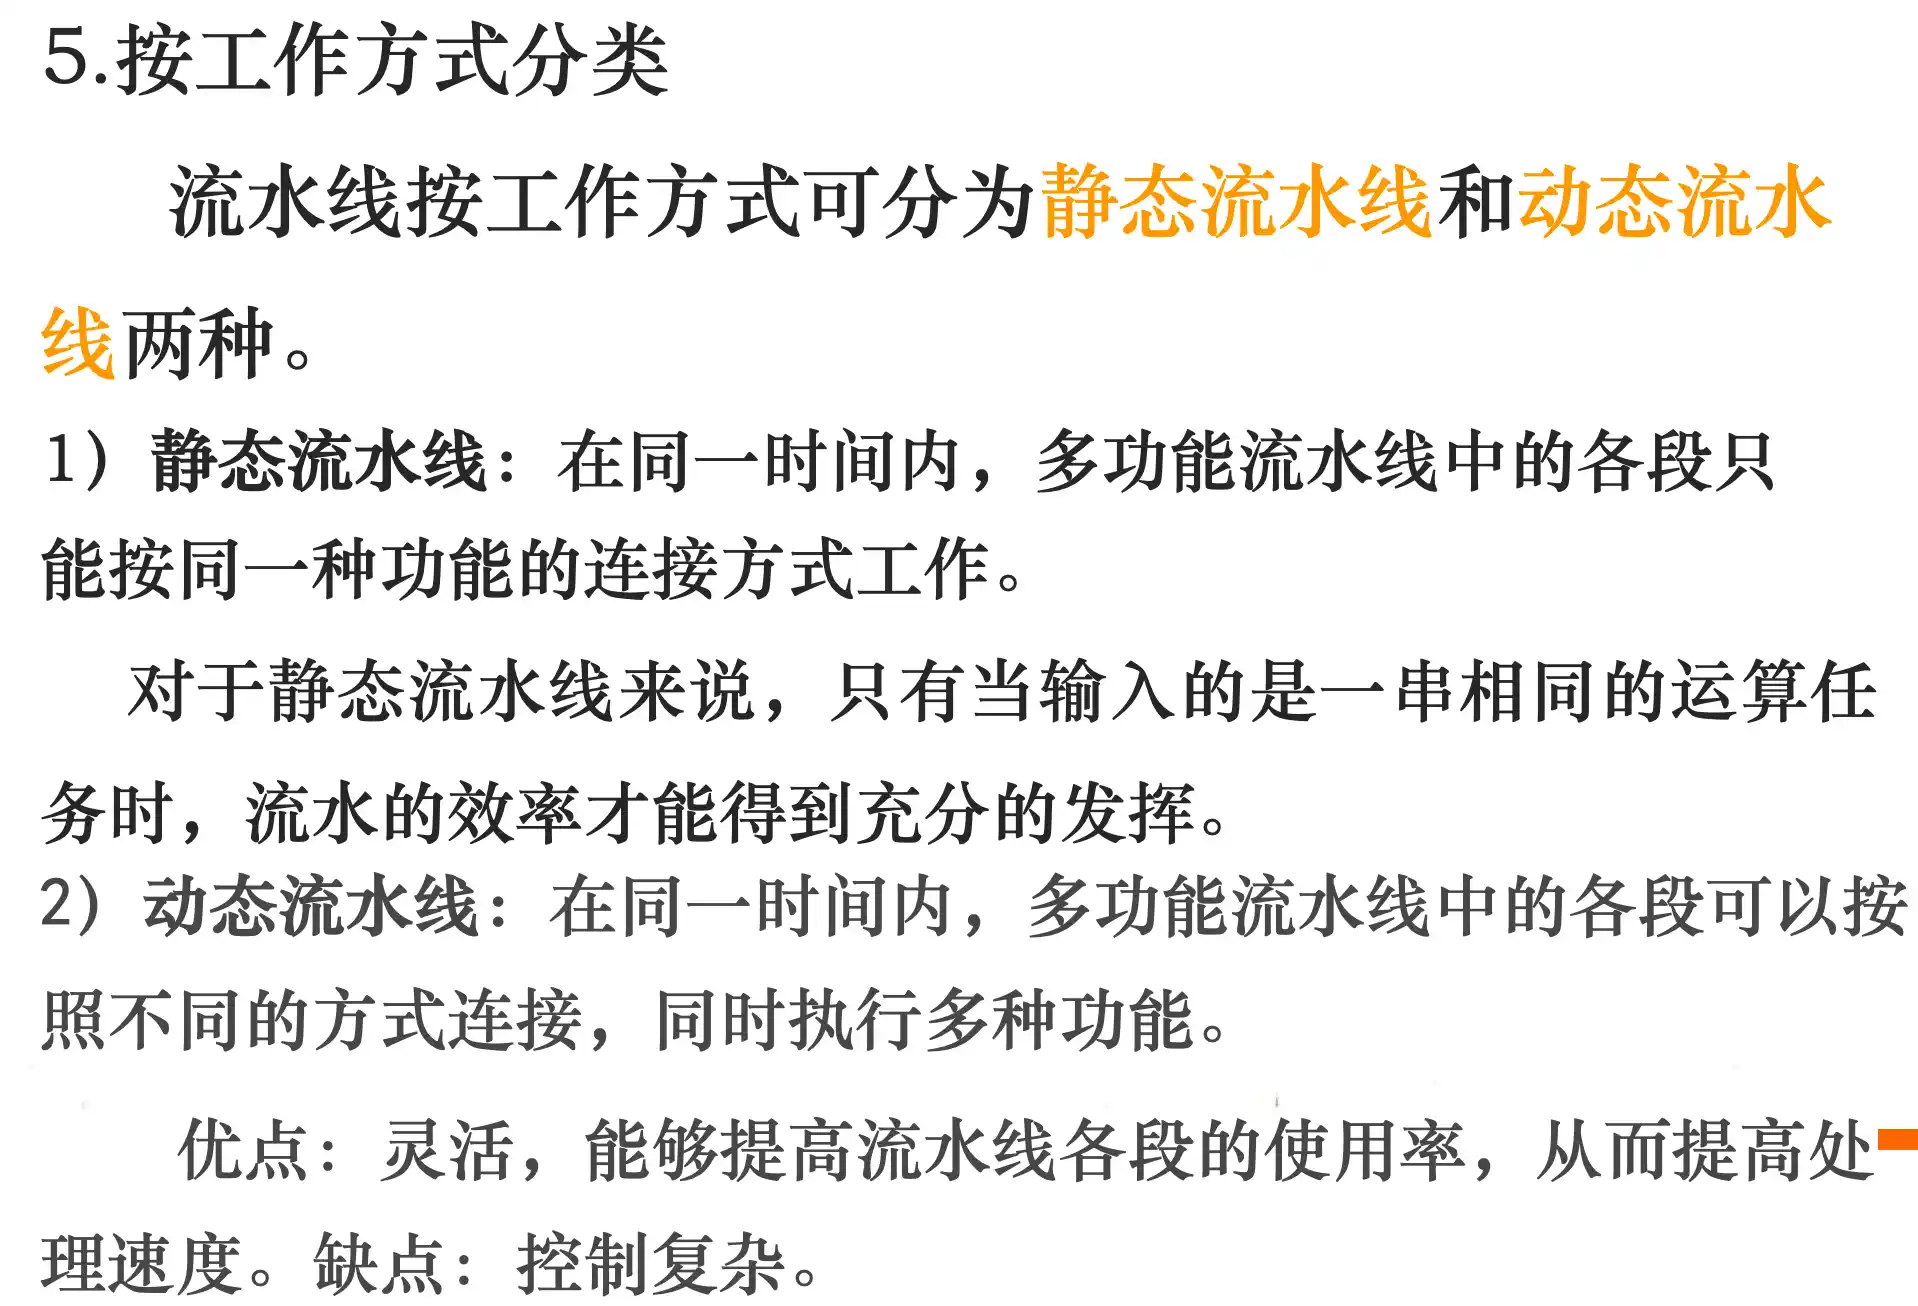 5.按工作方式分类
流水线按工作方式可分为静态流水线和动态流水
线两种。
1）静态流水线：在同一时间内，多功能流水线中的各段只
能按同一种功能的连接方式工作。
对于静态流水线来说，只有当输入的是一串相同的运算任
务时，流水的效率才能得到充分的发挥。
2）动态流水线：在同一时间内，多功能流水线中的各段可以按
照不同的方式连接，同时执行多种功能。
优点：灵活，能够提高流水线各段的使用率，从而提高处
理速度。缺点：控制复杂。